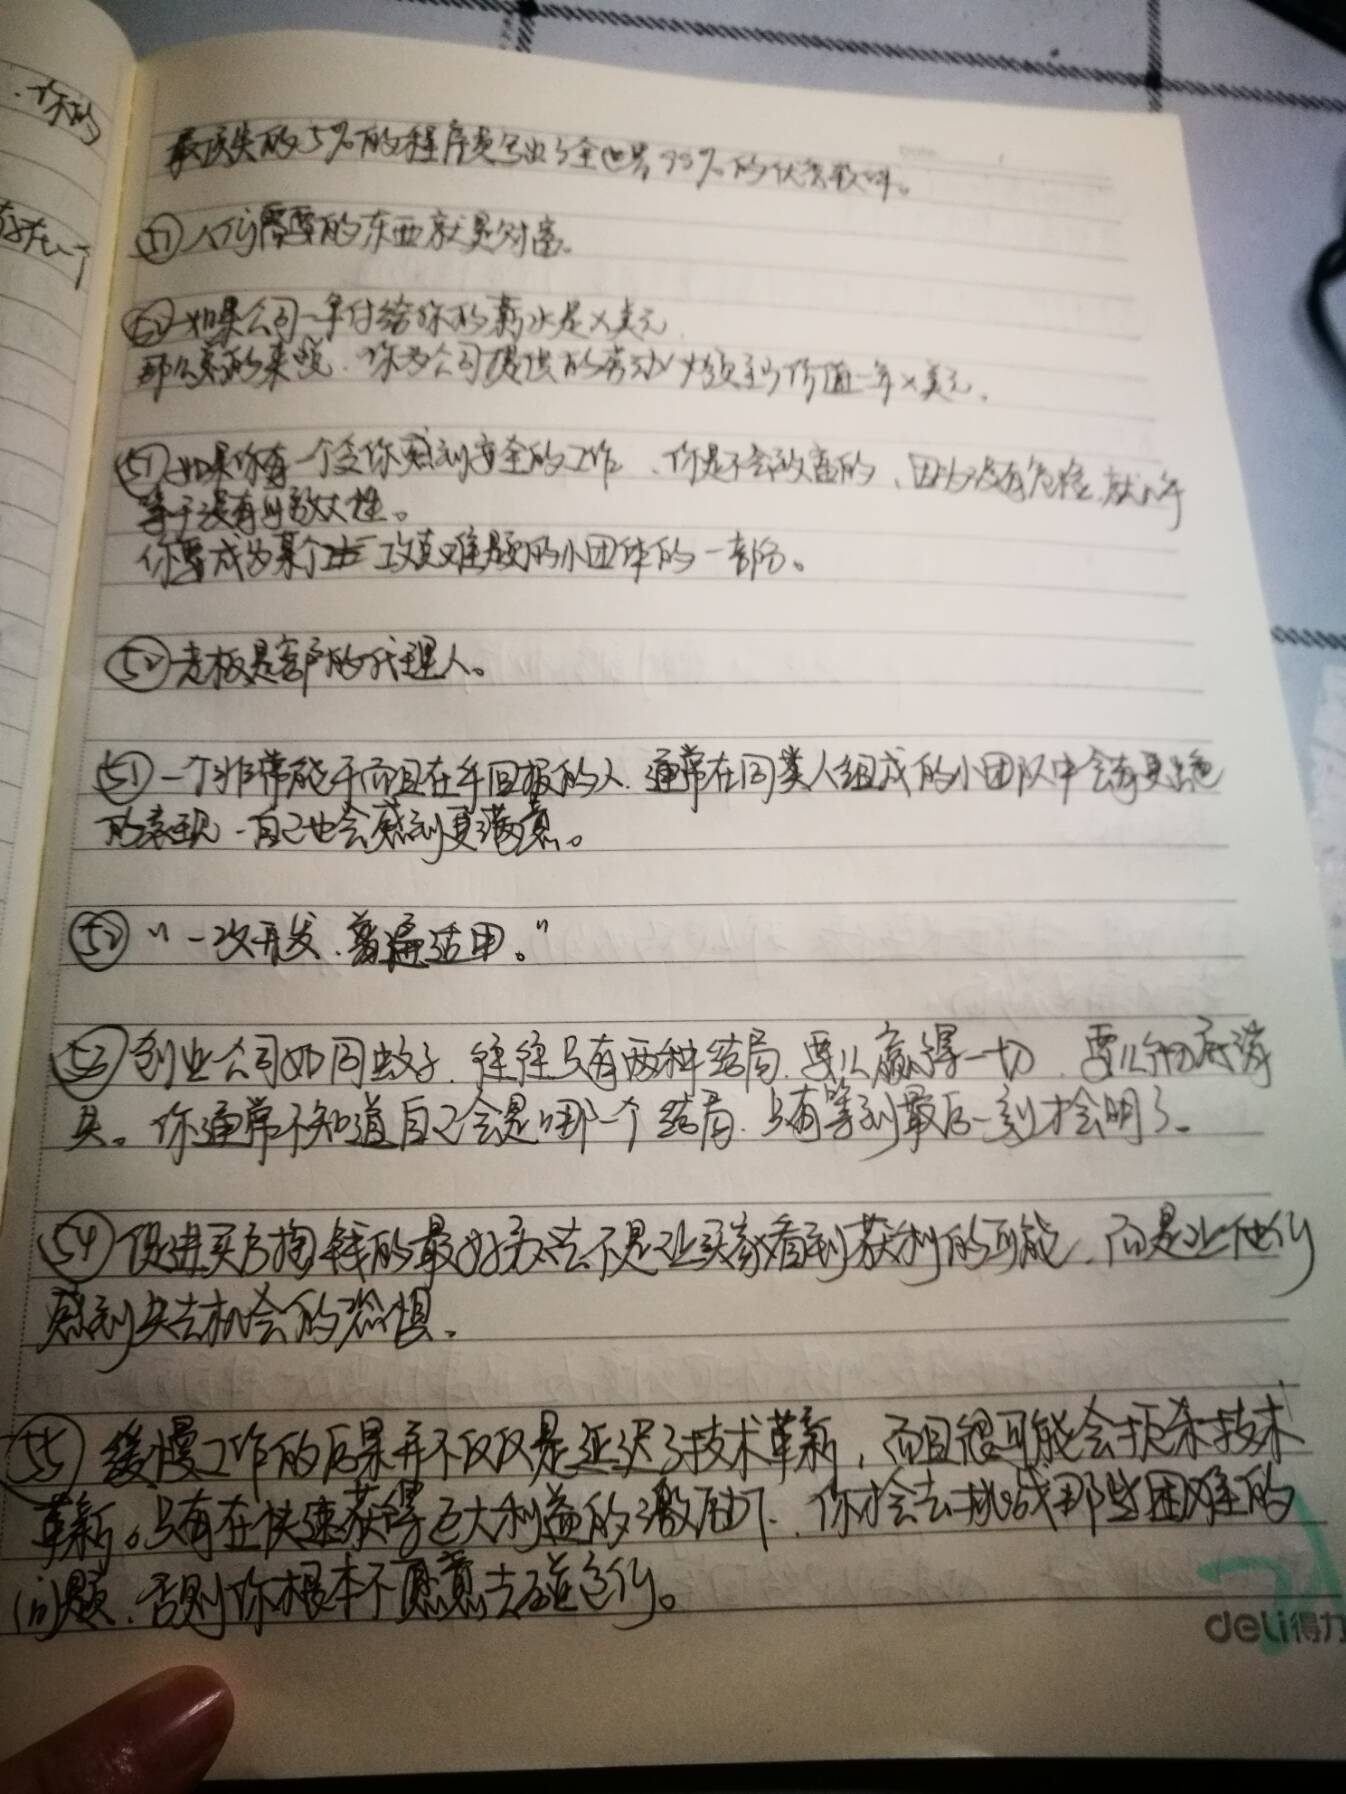 你的
存在一个
最顶尖的5%的程序员写出了全世界99%的优秀软件。
㊿人们需要的东西就是财富。
如果公司一年付给你的薪水是x美元
那么总的来说、你为公司提供的劳动必须至少价值一年x美元。
51 如果你有一个令你感到安全的工作、你是不会致富的、因为没有危险、就几乎
等于没有可放大性。
你要成为某个 攻克难题的小团体的一部分。
52 老板是客户的代理人。
51 一个非常能干而且在乎回报的人、通常在同类人组成的小团队中会有更出色
的表现、自己也会感到更满意。
52 “一次开发、普遍适用。”
53 创业公司如同蚊子、往往只有两种结局、要么赢得一切、要么彻底消
失。你通常不知道自己会是哪一个结局、只有等到最后一刻才会明了。
54 促进买方掏钱的最好办法不是让买家看到获利的可能、而是让他们
感到失去机会的恐惧。
55 缓慢工作的后果并不仅仅是延迟了技术革新，而且很可能会扼杀技术
革新。只有在快速获得巨大利益的激励下、你才会去挑战那些困难的
问题、否则你根本不愿意去碰它们。
deli得力